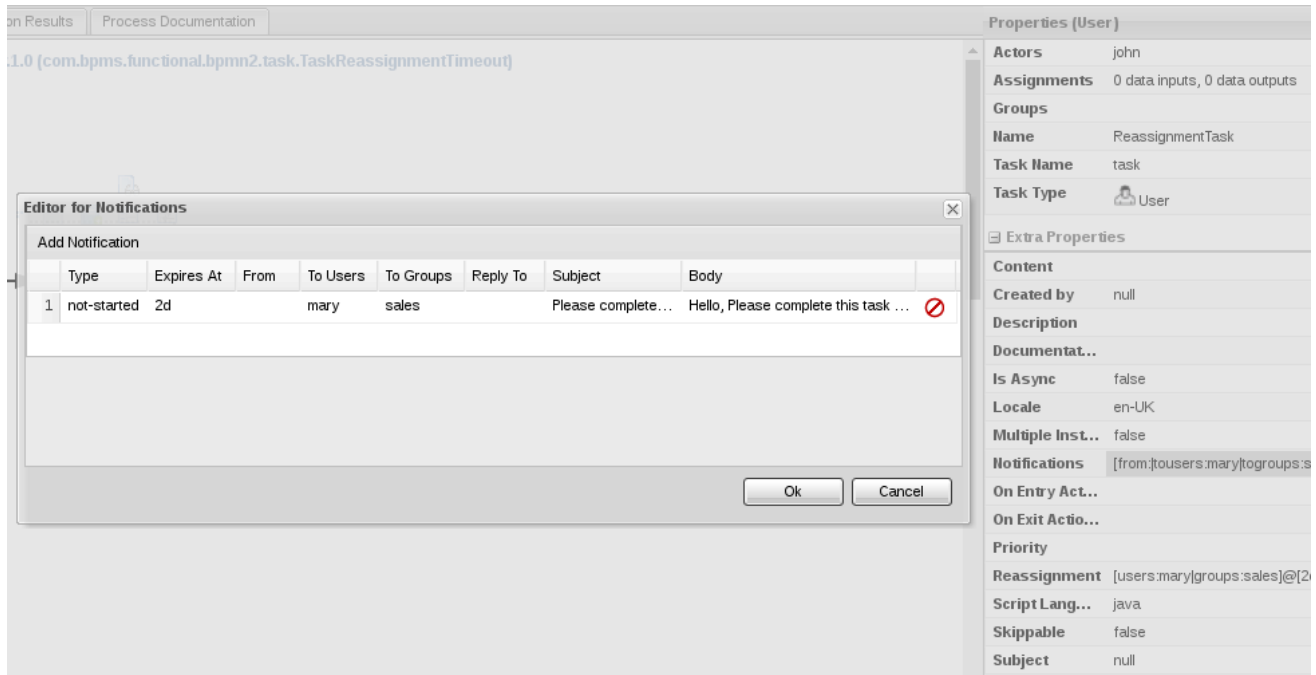 on Results
Process Documentation
.1.0 (com.bpms.functional.bpmn2.task.TaskReassignmentTimeout)
Editor for Notifications
Add Notification
Type Expires At From To Users To Groups Reply To Subject Body
1 not-started 2d mary sales Please complete... Hello, Please complete this task ...
Ok Cancel
Properties (User)
Actors john
Assignments 0 data inputs, 0 data outputs
Groups
Name ReassignmentTask
Task Name task
Task Type User
Extra Properties
Content
Created by null
Description
Documentat...
Is Async false
Locale en-UK
Multiple Inst... false
Notifications [from:|tousers:mary|togroups:s
On Entry Act...
On Exit Actio...
Priority
Reassignment [users:mary|groups:sales]@[2
Script Lang... java
Skippable false
Subject null